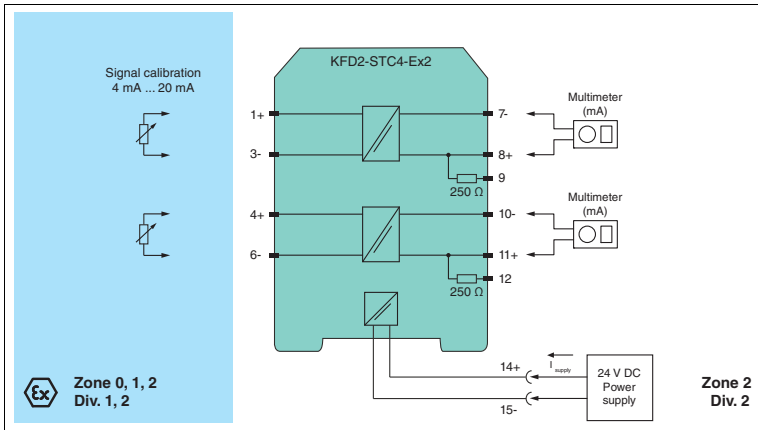 KFD2-STC4-Ex2
Signal calibration
4 mA ... 20 mA
1+
7-
Multimeter
(mA)
3-
8+
9
250 Ω
4+
10-
Multimeter
(mA)
6-
11+
12
250 Ω
14+
I supply
24 V DC
Power
supply
15-
Ex
Zone 0, 1, 2
Div. 1, 2
Zone 2
Div. 2